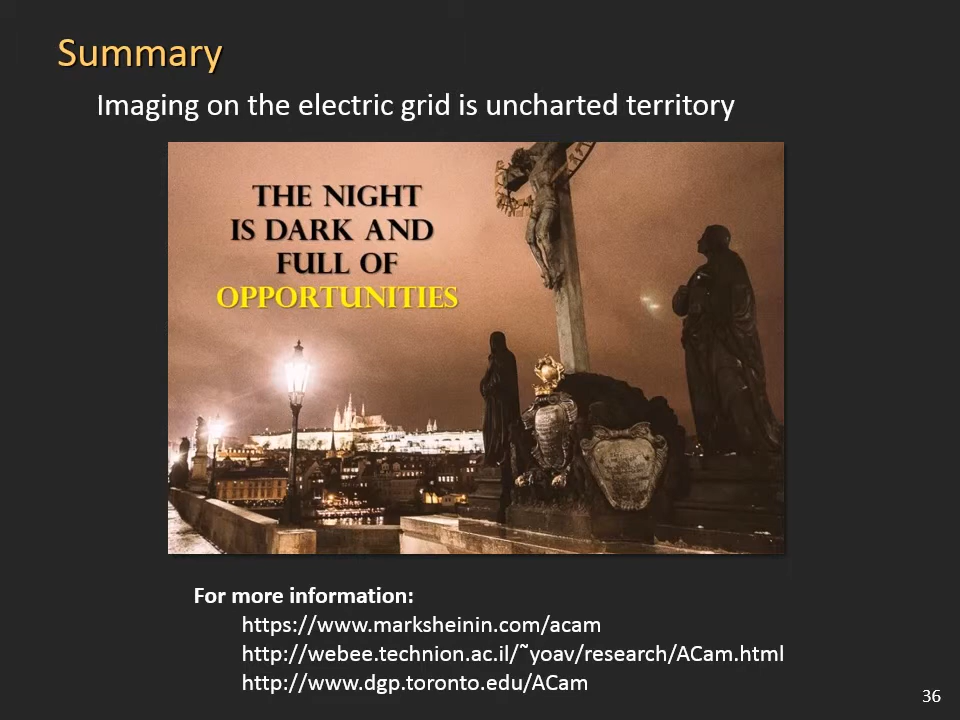 Summary
Imaging on the electric grid is uncharted territory
THE NIGHT
IS DARK AND
FULL OF
OPPORTUNITIES
For more information:
https://www.marksheinin.com/acam
http://webee.technion.ac.il/˜yoav/research/ACam.html
http://www.dgp.toronto.edu/ACam
36